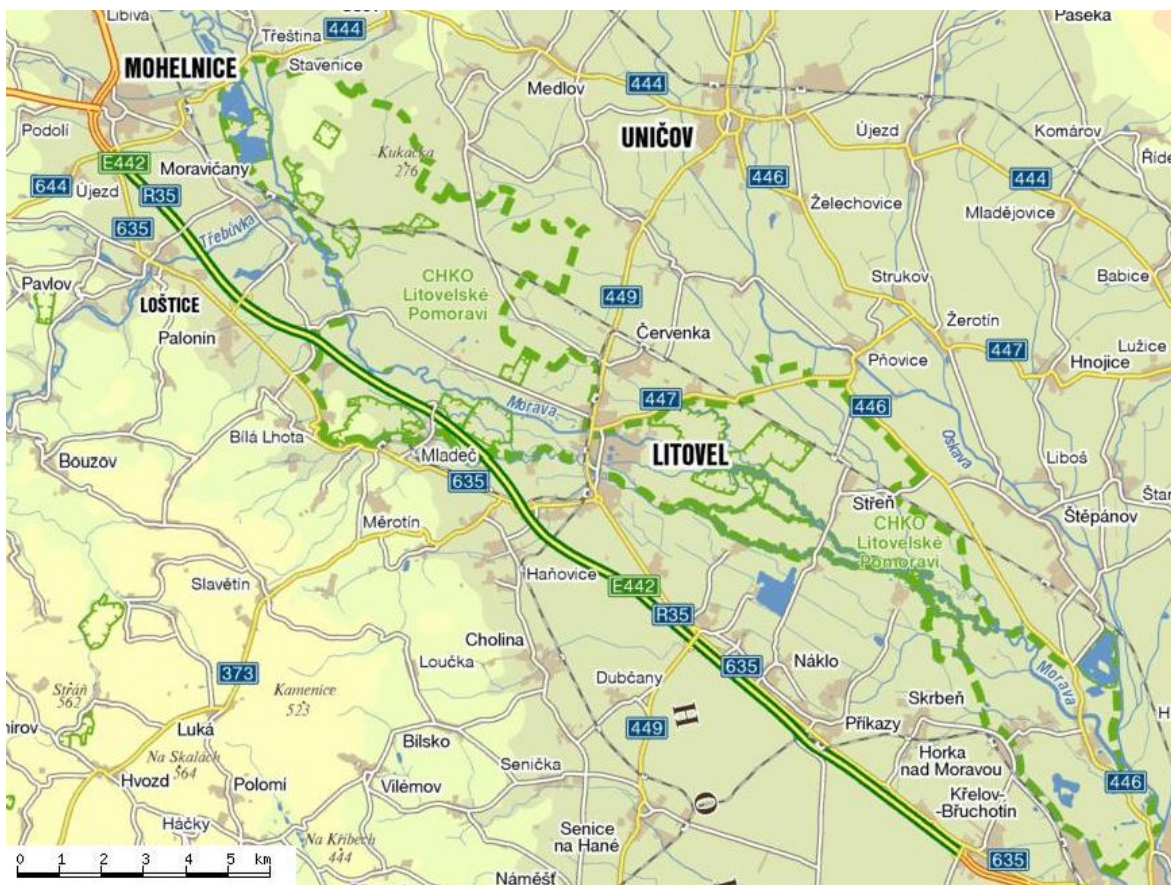 Libivá
Třeština
444
Paseka
MOHELNICE
Stavenice
Medlov
444
UNIČOV
Podolí
Kukačka
276
Újezd
Komárov
E442
Moravičany
446
644
Újezd
R35
Želechovice
444
Mladějovice
635
Třebůvka
Pavlov
CHKO
Litovelské
Pomoraví
Strukov
Babice
LOŠTICE
449
Žerotín
Palonín
Červenka
Pňovice
447
Lužice
Hnojice
Morava
447
446
Bílá Lhota
Mladeč
LITOVEL
Oskava
Bouzov
635
Liboš
Střeň
Měrotín
CHKO
Litovelské
Pomoraví
Štěpánov
Slavětín
Haňovice
E442
R35
Cholina
Loučka
635
Náklo
Morava
373
Stráň
562
Kamenice
523
Dubčany
H
Skrbeň
Luká
449
Příkazy
Bílsko
Na Skalách
564
Senička
Horka
nad Moravou
446
Hvozd
Polomí
Vilémov
O
Křelov-
-Břuchotín
Háčky
Na Kříbech
444
Senice
na Hané
635
0 1 2 3 4 5 km
Náměšť